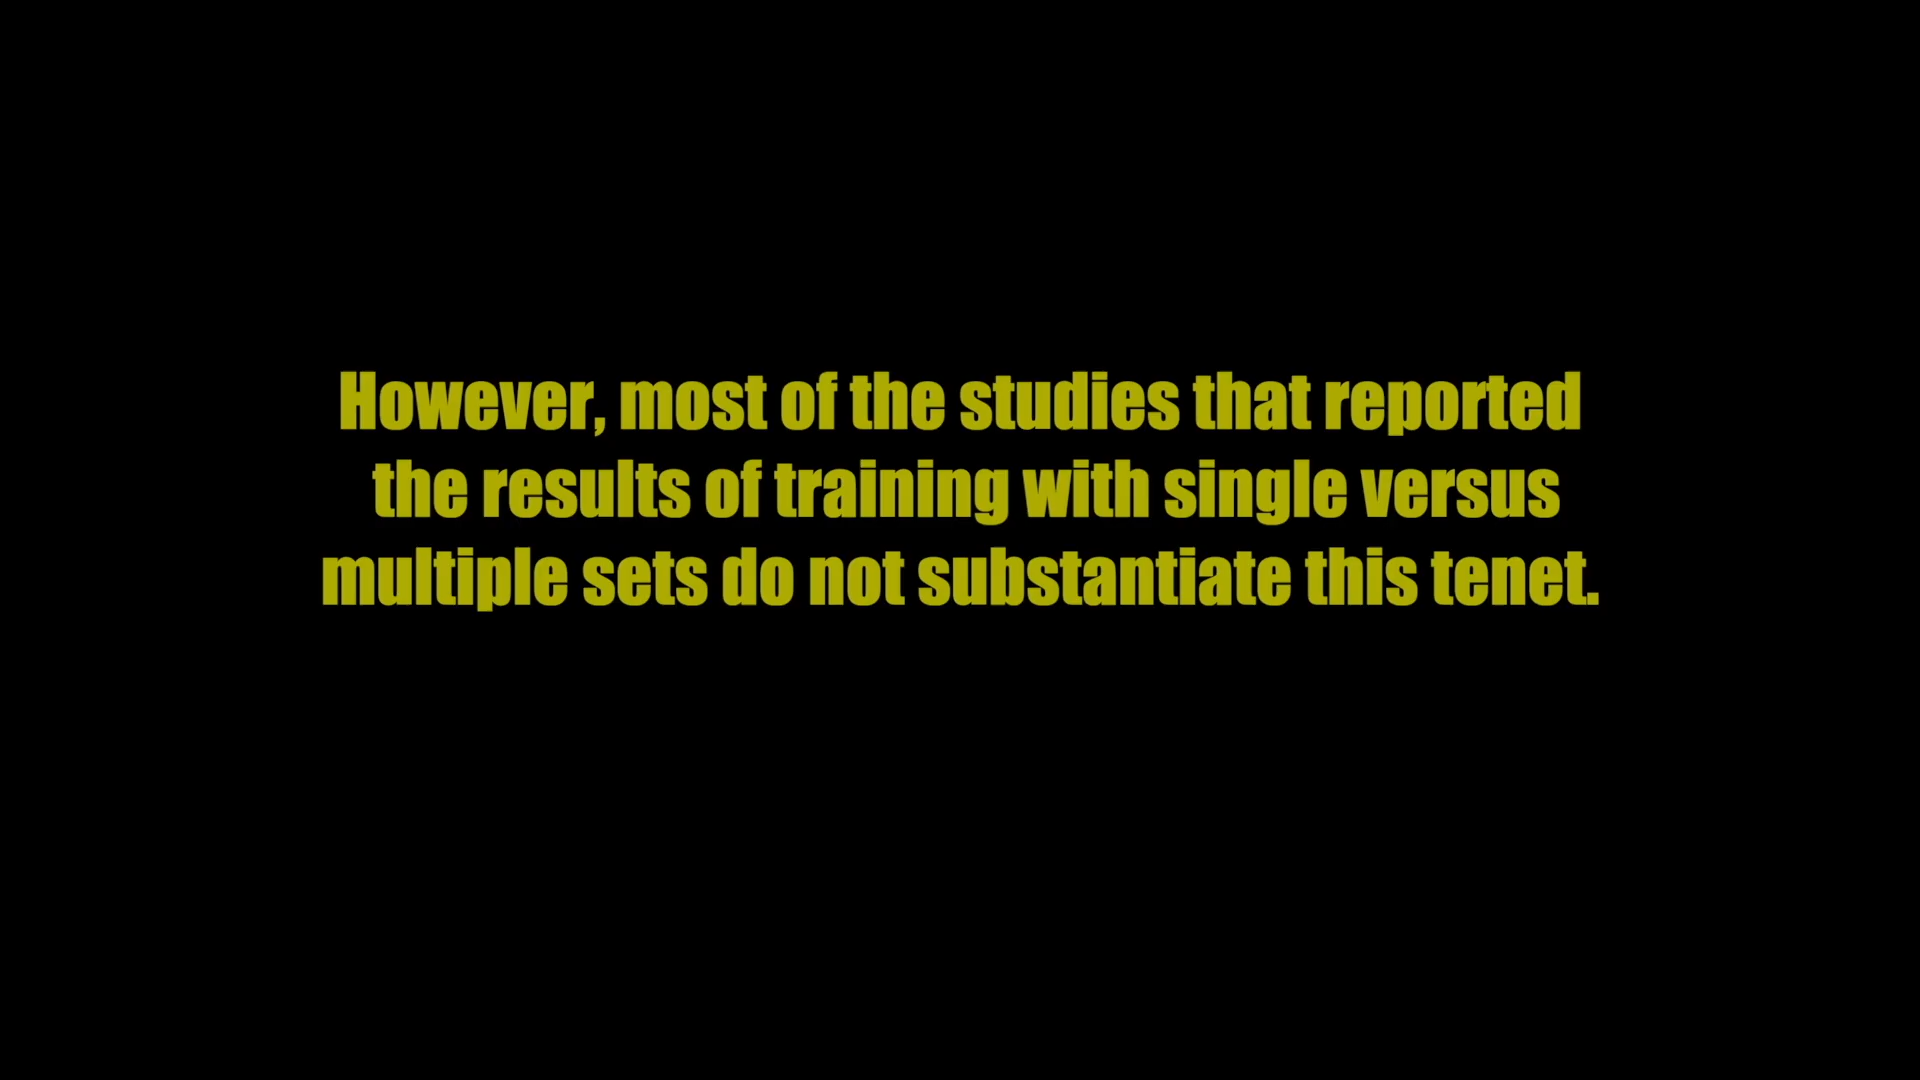 However, most of the studies that reported
the results of training with single versus
multiple sets do not substantiate this tenet.